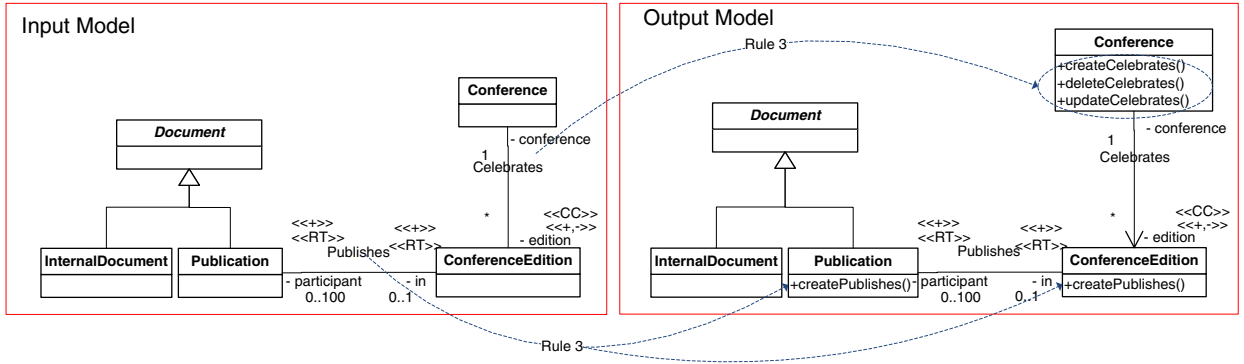 Input Model
Conference
- conference
1
Celebrates
*
<<CC>>
<<+,->>
- edition
Document
<<+>>
<<RT>>
Publishes
<<+>>
<<RT>>
InternalDocument
Publication
ConferenceEdition
- participant
0..100
- in
0..1
Rule 3
Output Model
Conference
+createCelebrates()
+deleteCelebrates()
+updateCelebrates()
- conference
1
Celebrates
*
<<CC>>
<<+,->>
- edition
Document
<<+>>
<<RT>>
Publishes
<<+>>
<<RT>>
InternalDocument
Publication
+createPublishes()
ConferenceEdition
+createPublishes()
- participant
0..100
- in
0..1
Rule 3